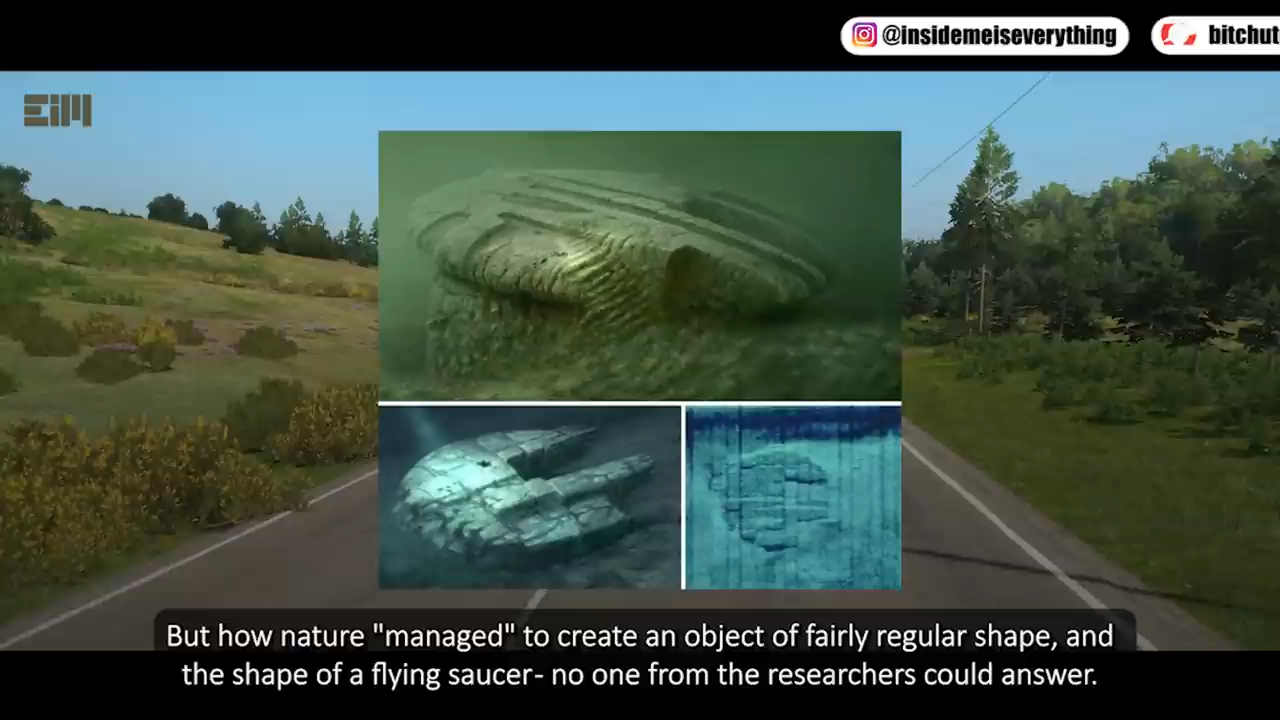 @insidemeiseverything
bitchut
EiM
But how nature "managed" to create an object of fairly regular shape, and
the shape of a flying saucer- no one from the researchers could answer.